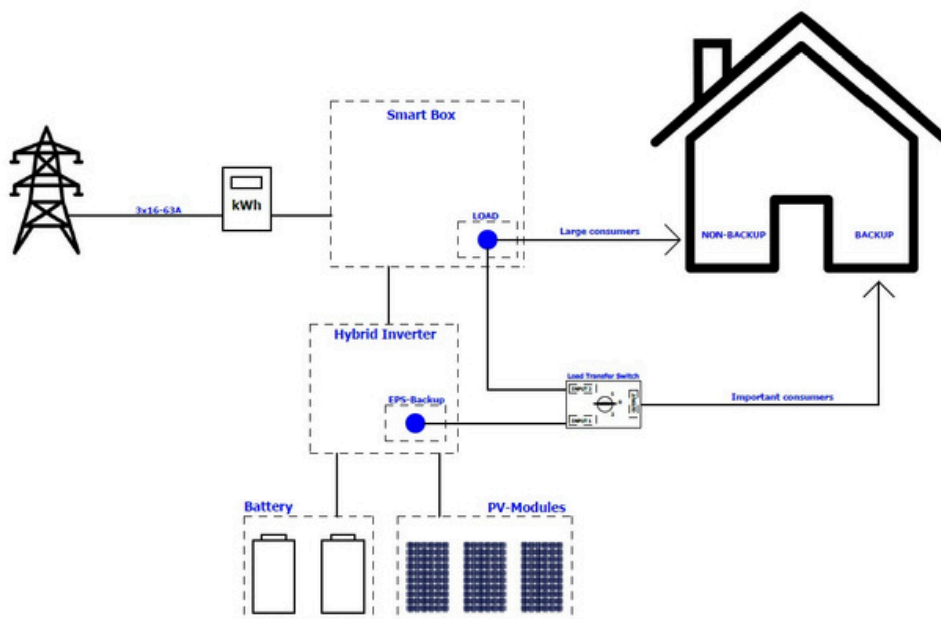 Smart Box
3x16-63A
kWh
LOAD
Large consumers
NON-BACKUP
BACKUP
Hybrid Inverter
Load Transfer Switch
EPS-Backup
Important consumers
Battery
PV-Modules